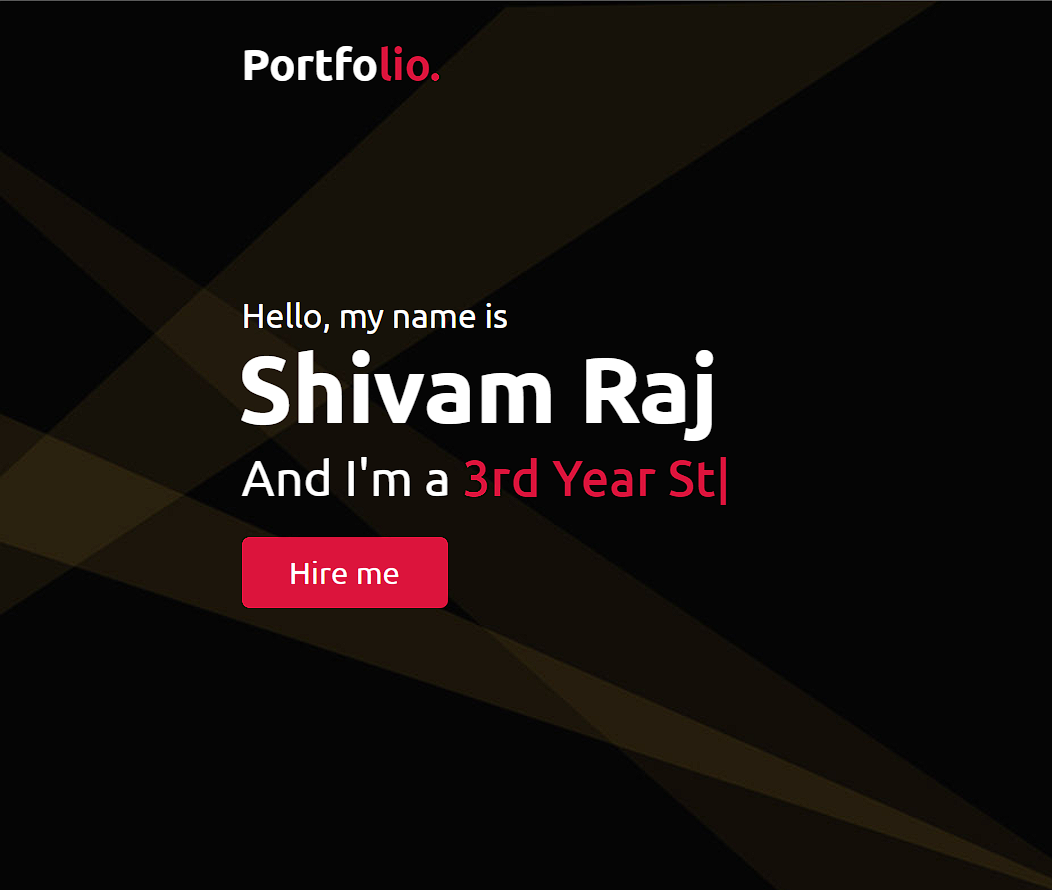 Portfolio.
Hello, my name is
Shivam Raj
And I'm a 3rd Year St|
Hire me